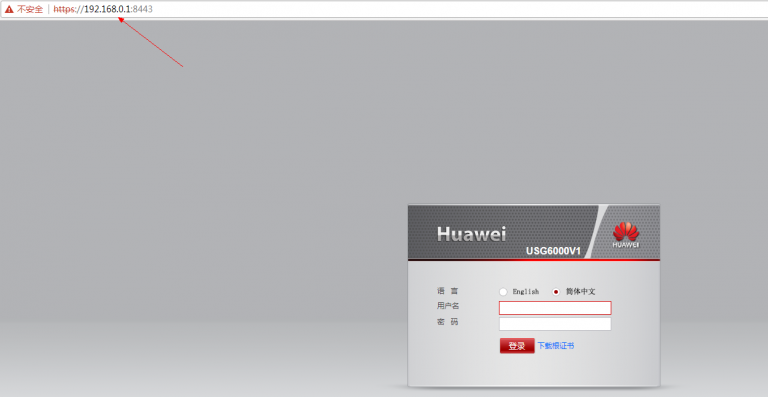 不安全 https://192.168.0.1:8443
Huawei
USG6000V1
HUAWEI
语 言 English 简体中文
用户名
密 码
登录 下载根证书